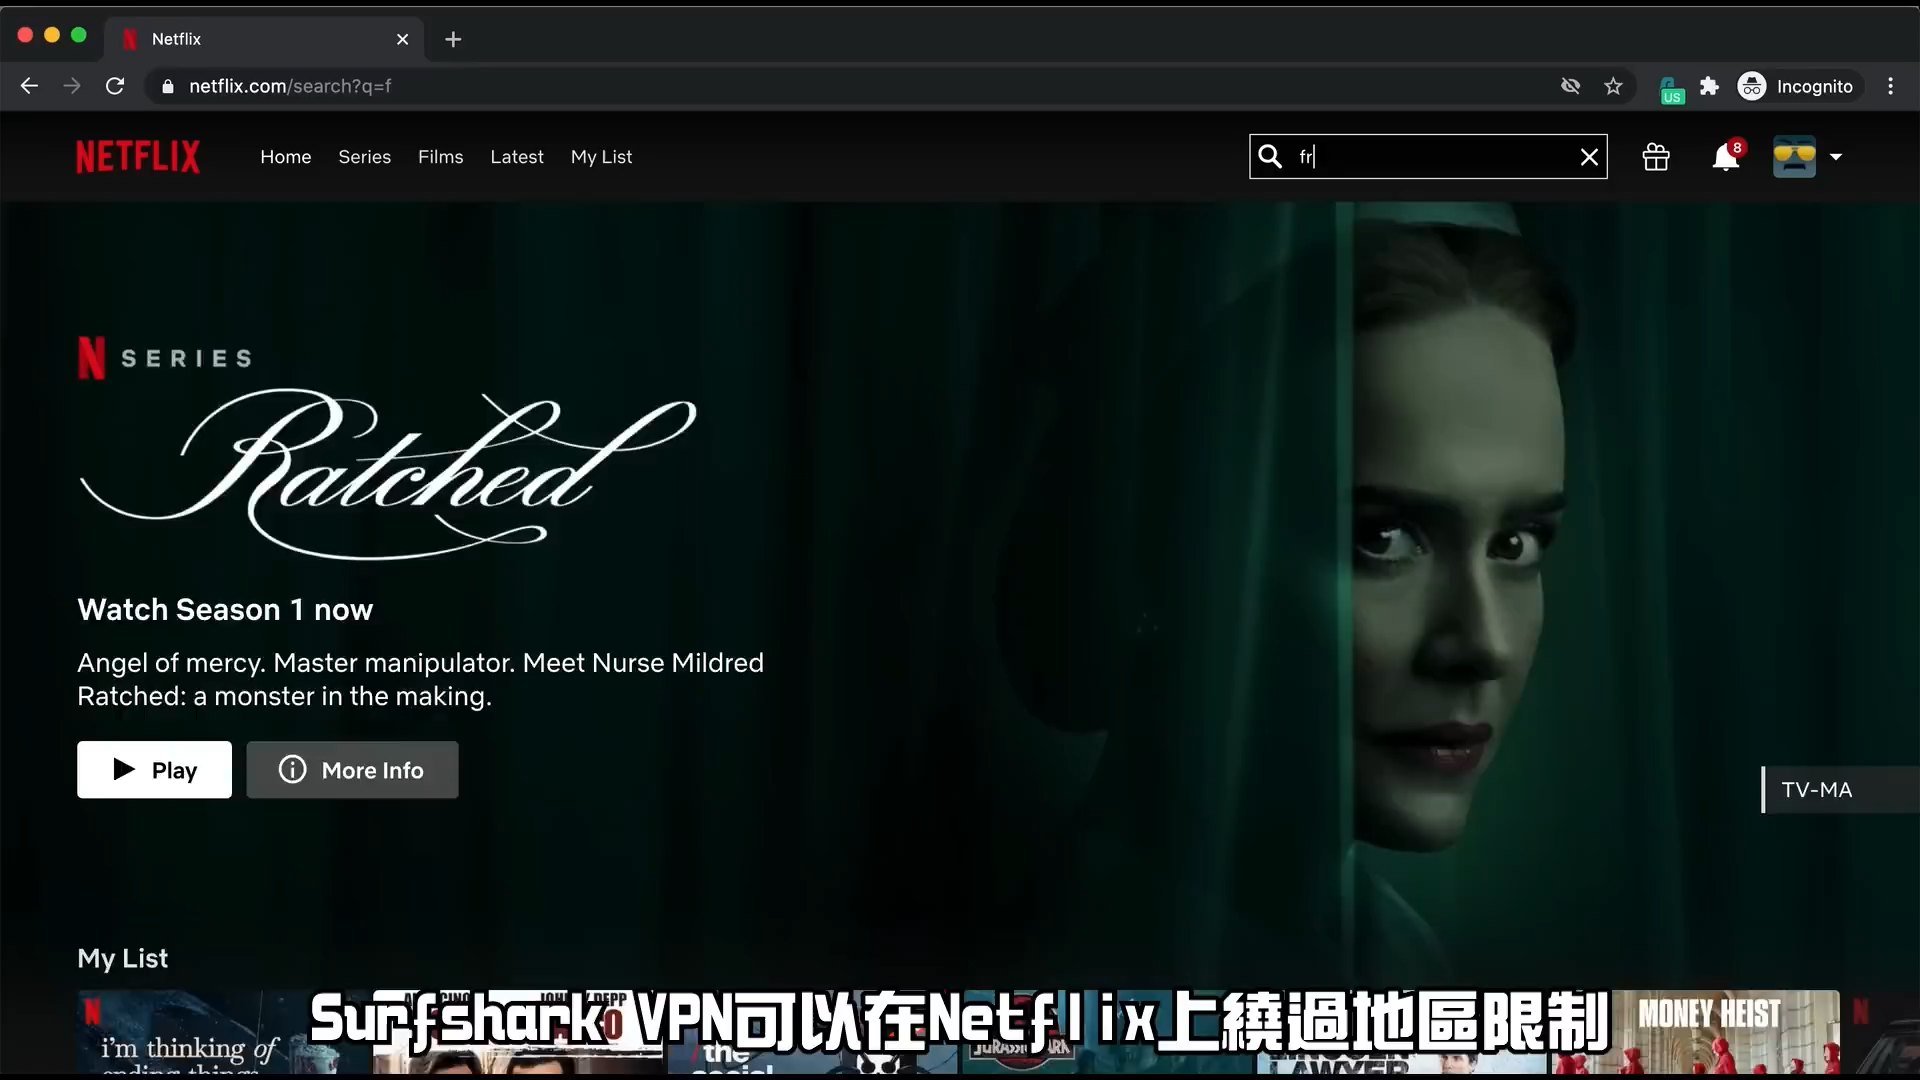 Netflix
netflix.com/search?q=f
US
Incognito
NETFLIX
Home Series Films Latest My List
fr
8
N SERIES
Ratched
Watch Season 1 now
Angel of mercy. Master manipulator. Meet Nurse Mildred
Ratched: a monster in the making.
Play
More Info
TV-MA
My List
Surfshark VPN可以在Netflix上繞過地區限制
i'm thinking of
the
MONEY HEIST
LAWYER